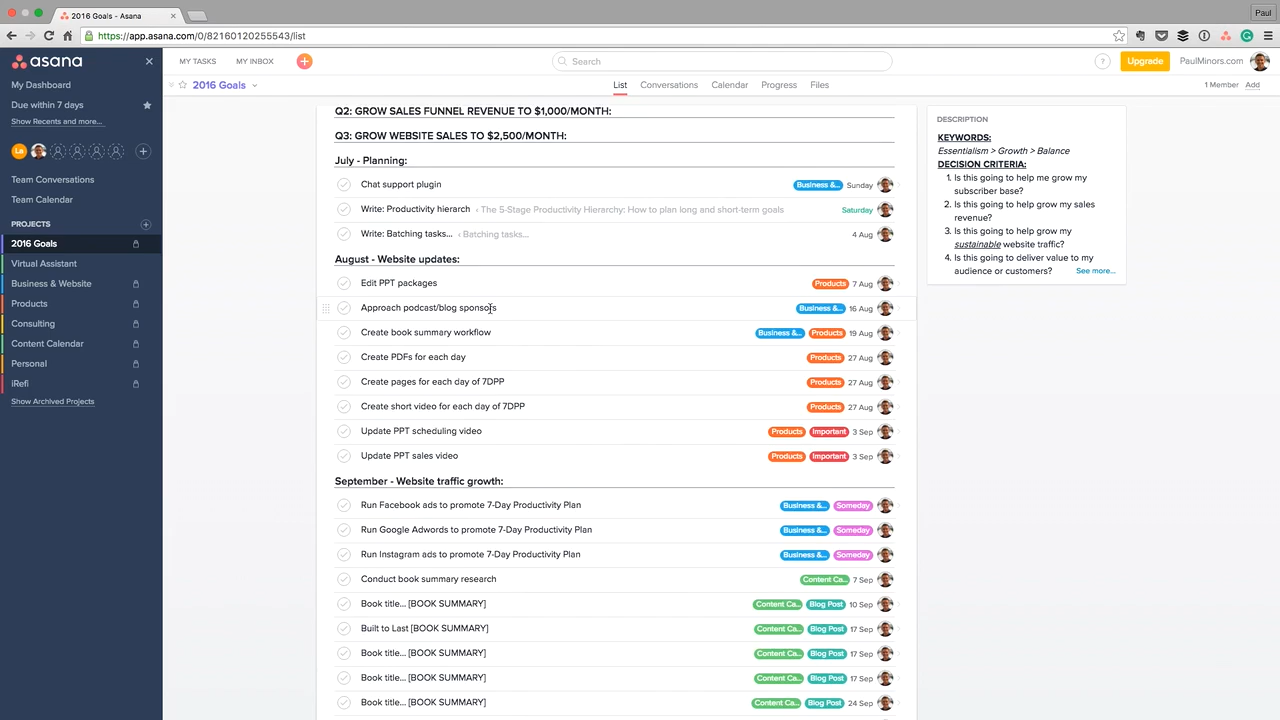 2016 Goals - Asana
Paul
https://app.asana.com/0/82160120255543/list
asana
MY TASKS
MY INBOX
Search
?
Upgrade
PaulMinors.com
My Dashboard
Due within 7 days
Show Recents and more...
La
Team Conversations
Team Calendar
PROJECTS
2016 Goals
Virtual Assistant
Business & Website
Products
Consulting
Content Calendar
Personal
iRefi
Show Archived Projects
2016 Goals
List
Conversations
Calendar
Progress
Files
1 Member
Add
Q2: GROW SALES FUNNEL REVENUE TO $1,000/MONTH:
Q3: GROW WEBSITE SALES TO $2,500/MONTH:
July - Planning:
Chat support plugin Business &... Sunday
Write: Productivity hierarch ‹ The 5-Stage Productivity Hierarchy: How to plan long and short-term goals Saturday
Write: Batching tasks... ‹ Batching tasks... 4 Aug
August - Website updates:
Edit PPT packages Products 7 Aug
Approach podcast/blog sponsors Business &... 16 Aug
Create book summary workflow Business &... Products 19 Aug
Create PDFs for each day Products 27 Aug
Create pages for each day of 7DPP Products 27 Aug
Create short video for each day of 7DPP Products 27 Aug
Update PPT scheduling video Products Important 3 Sep
Update PPT sales video Products Important 3 Sep
September - Website traffic growth:
Run Facebook ads to promote 7-Day Productivity Plan Business &... Someday
Run Google Adwords to promote 7-Day Productivity Plan Business &... Someday
Run Instagram ads to promote 7-Day Productivity Plan Business &... Someday
Conduct book summary research Content Ca... 7 Sep
Book title... [BOOK SUMMARY] Content Ca... Blog Post 10 Sep
Built to Last [BOOK SUMMARY] Content Ca... Blog Post 17 Sep
Book title... [BOOK SUMMARY] Content Ca... Blog Post 17 Sep
Book title... [BOOK SUMMARY] Content Ca... Blog Post 17 Sep
Book title... [BOOK SUMMARY] Content Ca... Blog Post 24 Sep
DESCRIPTION
KEYWORDS:
Essentialism > Growth > Balance
DECISION CRITERIA:
1. Is this going to help me grow my
subscriber base?
2. Is this going to help grow my sales
revenue?
3. Is this going to help grow my
sustainable website traffic?
4. Is this going to deliver value to my
audience or customers?
See more...